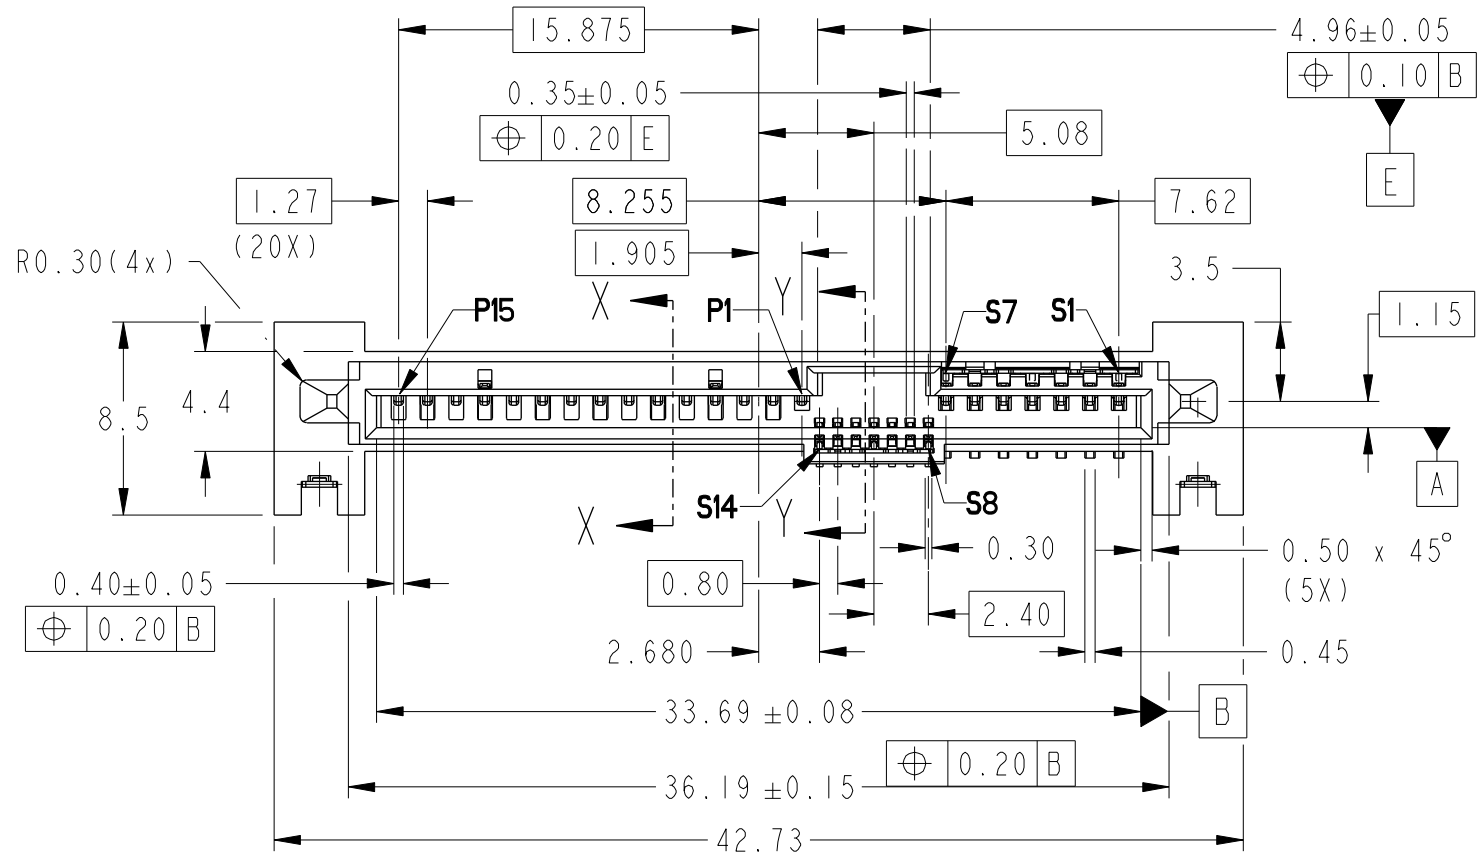 15.875
4.96±0.05
0.10 B
0.35±0.05
0.20 E
5.08
E
1.27
(20X)
8.255
7.62
1.905
R0.30(4x)
3.5
X
Y
P15
P1
S7
S1
1.15
8.5
4.4
A
S14
S8
X
Y
0.30
0.50 x 45°
(5X)
0.40±0.05
0.20 B
0.80
2.40
2.680
0.45
33.69 ±0.08
B
0.20 B
36.19 ±0.15
42.73